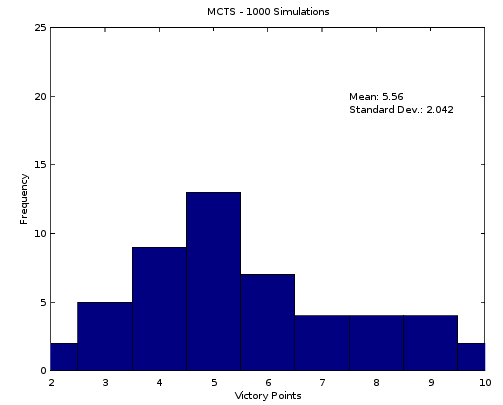 MCTS - 1000 Simulations
25
20
15
10
5
0
Frequency
Mean: 5.56
Standard Dev.: 2.042
2 3 4 5 6 7 8 9 10
Victory Points